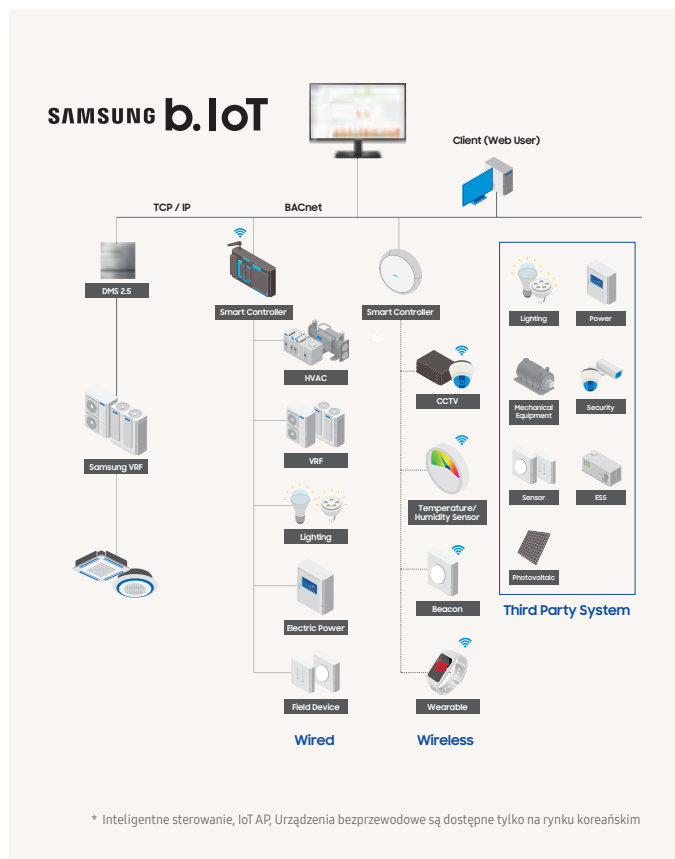 SAMSUNG b.IoT
Client (Web User)
TCP / IP
BACnet
DMS 2.5
Samsung VRF
Smart Controller
HVAC
VRF
Lighting
Electric Power
Field Device
Wired
Smart Controller
AP
CCTV
Temperature/
Humidity Sensor
Beacon
Wearable
Wireless
Lighting
Power
Mechanical
Equipment
Security
Sensor
ESS
Photovoltaic
Third Party System
* Inteligentne sterowanie, IoT AP, Urządzenia bezprzewodowe są dostępne tylko na rynku koreańskim